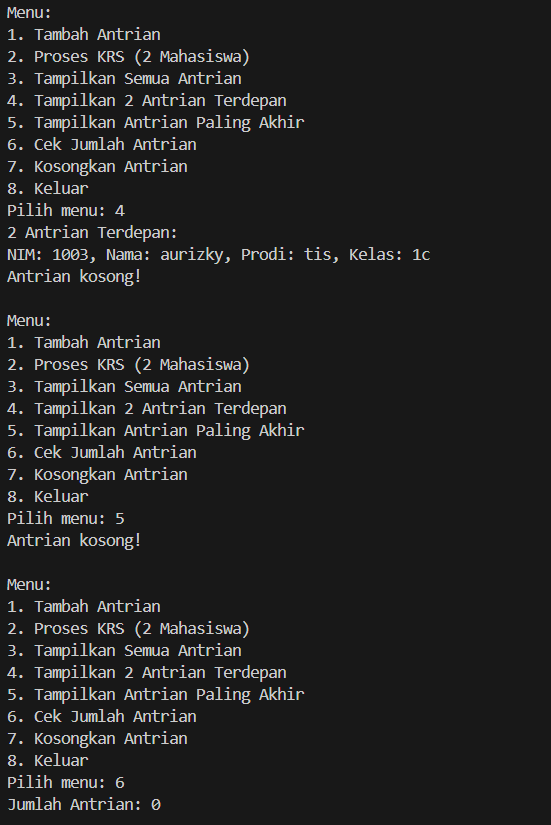 Menu:
1. Tambah Antrian
2. Proses KRS (2 Mahasiswa)
3. Tampilkan Semua Antrian
4. Tampilkan 2 Antrian Terdepan
5. Tampilkan Antrian Paling Akhir
6. Cek Jumlah Antrian
7. Kosongkan Antrian
8. Keluar
Pilih menu: 4
2 Antrian Terdepan:
NIM: 1003, Nama: aurizky, Prodi: tis, Kelas: 1c
Antrian kosong!

Menu:
1. Tambah Antrian
2. Proses KRS (2 Mahasiswa)
3. Tampilkan Semua Antrian
4. Tampilkan 2 Antrian Terdepan
5. Tampilkan Antrian Paling Akhir
6. Cek Jumlah Antrian
7. Kosongkan Antrian
8. Keluar
Pilih menu: 5
Antrian kosong!

Menu:
1. Tambah Antrian
2. Proses KRS (2 Mahasiswa)
3. Tampilkan Semua Antrian
4. Tampilkan 2 Antrian Terdepan
5. Tampilkan Antrian Paling Akhir
6. Cek Jumlah Antrian
7. Kosongkan Antrian
8. Keluar
Pilih menu: 6
Jumlah Antrian: 0